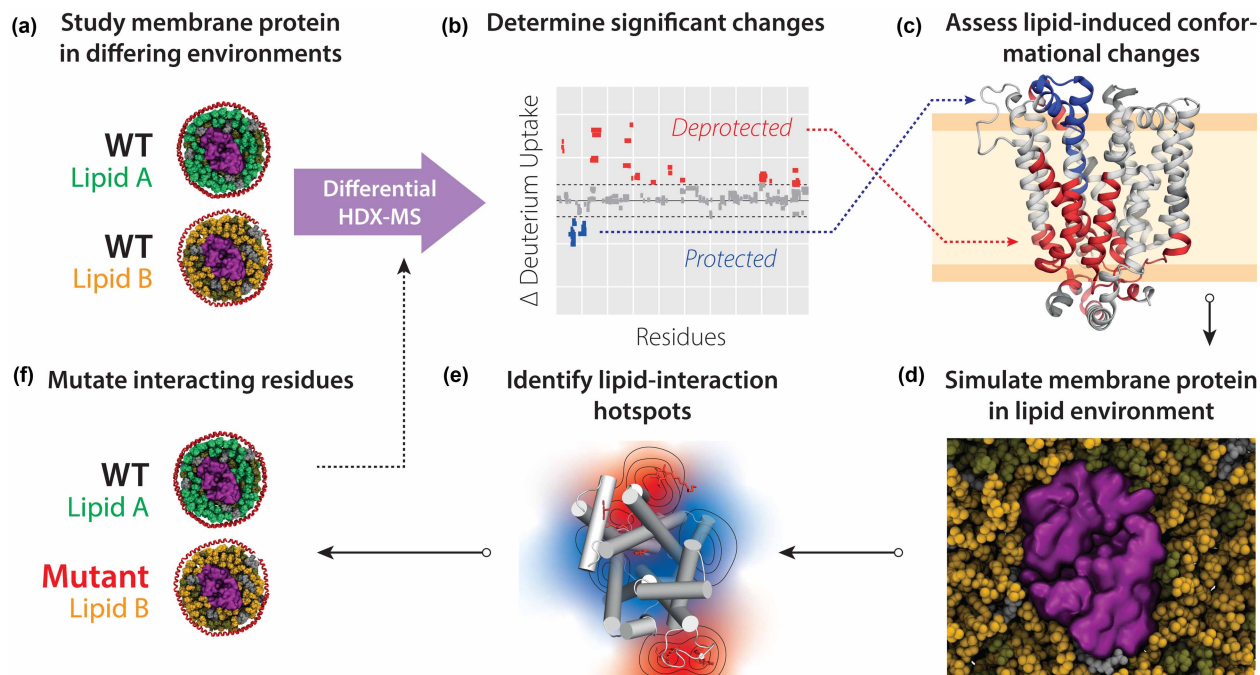 (a) Study membrane protein
in differing environments
WT
Lipid A
WT
Lipid B
Differential
HDX-MS
(b) Determine significant changes
Δ Deuterium Uptake
Deprotected
Protected
Residues
(c) Assess lipid-induced confor-
mational changes
(f) Mutate interacting residues
WT
Lipid A
Mutant
Lipid B
(e) Identify lipid-interaction
hotspots
(d) Simulate membrane protein
in lipid environment